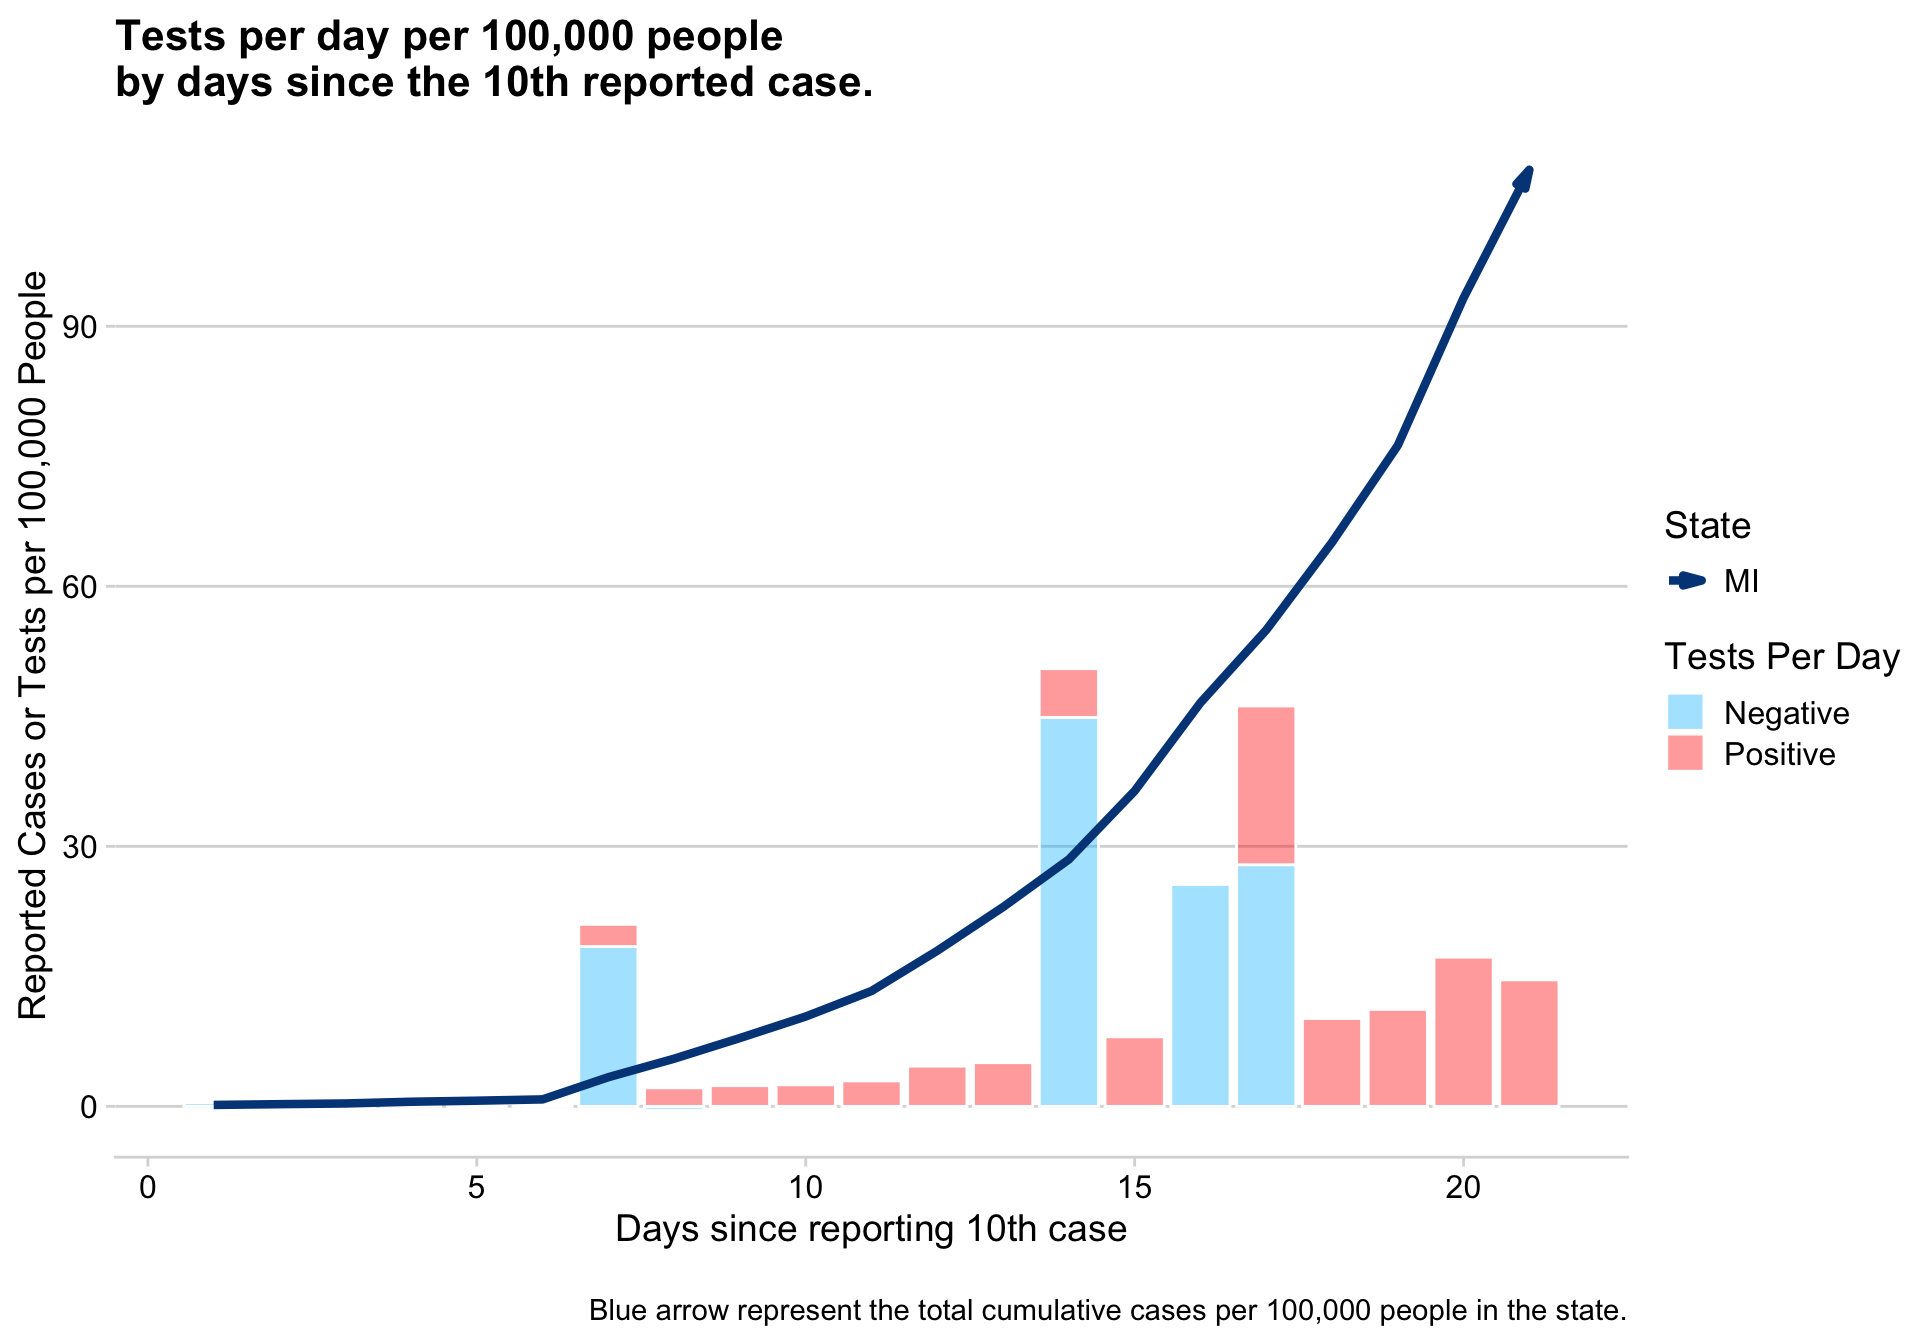 Tests per day per 100,000 people
by days since the 10th reported case.
Reported Cases or Tests per 100,000 People
90
60
30
0
0
5
10
15
20
Days since reporting 10th case
State
MI
Tests Per Day
Negative
Positive
Blue arrow represent the total cumulative cases per 100,000 people in the state.